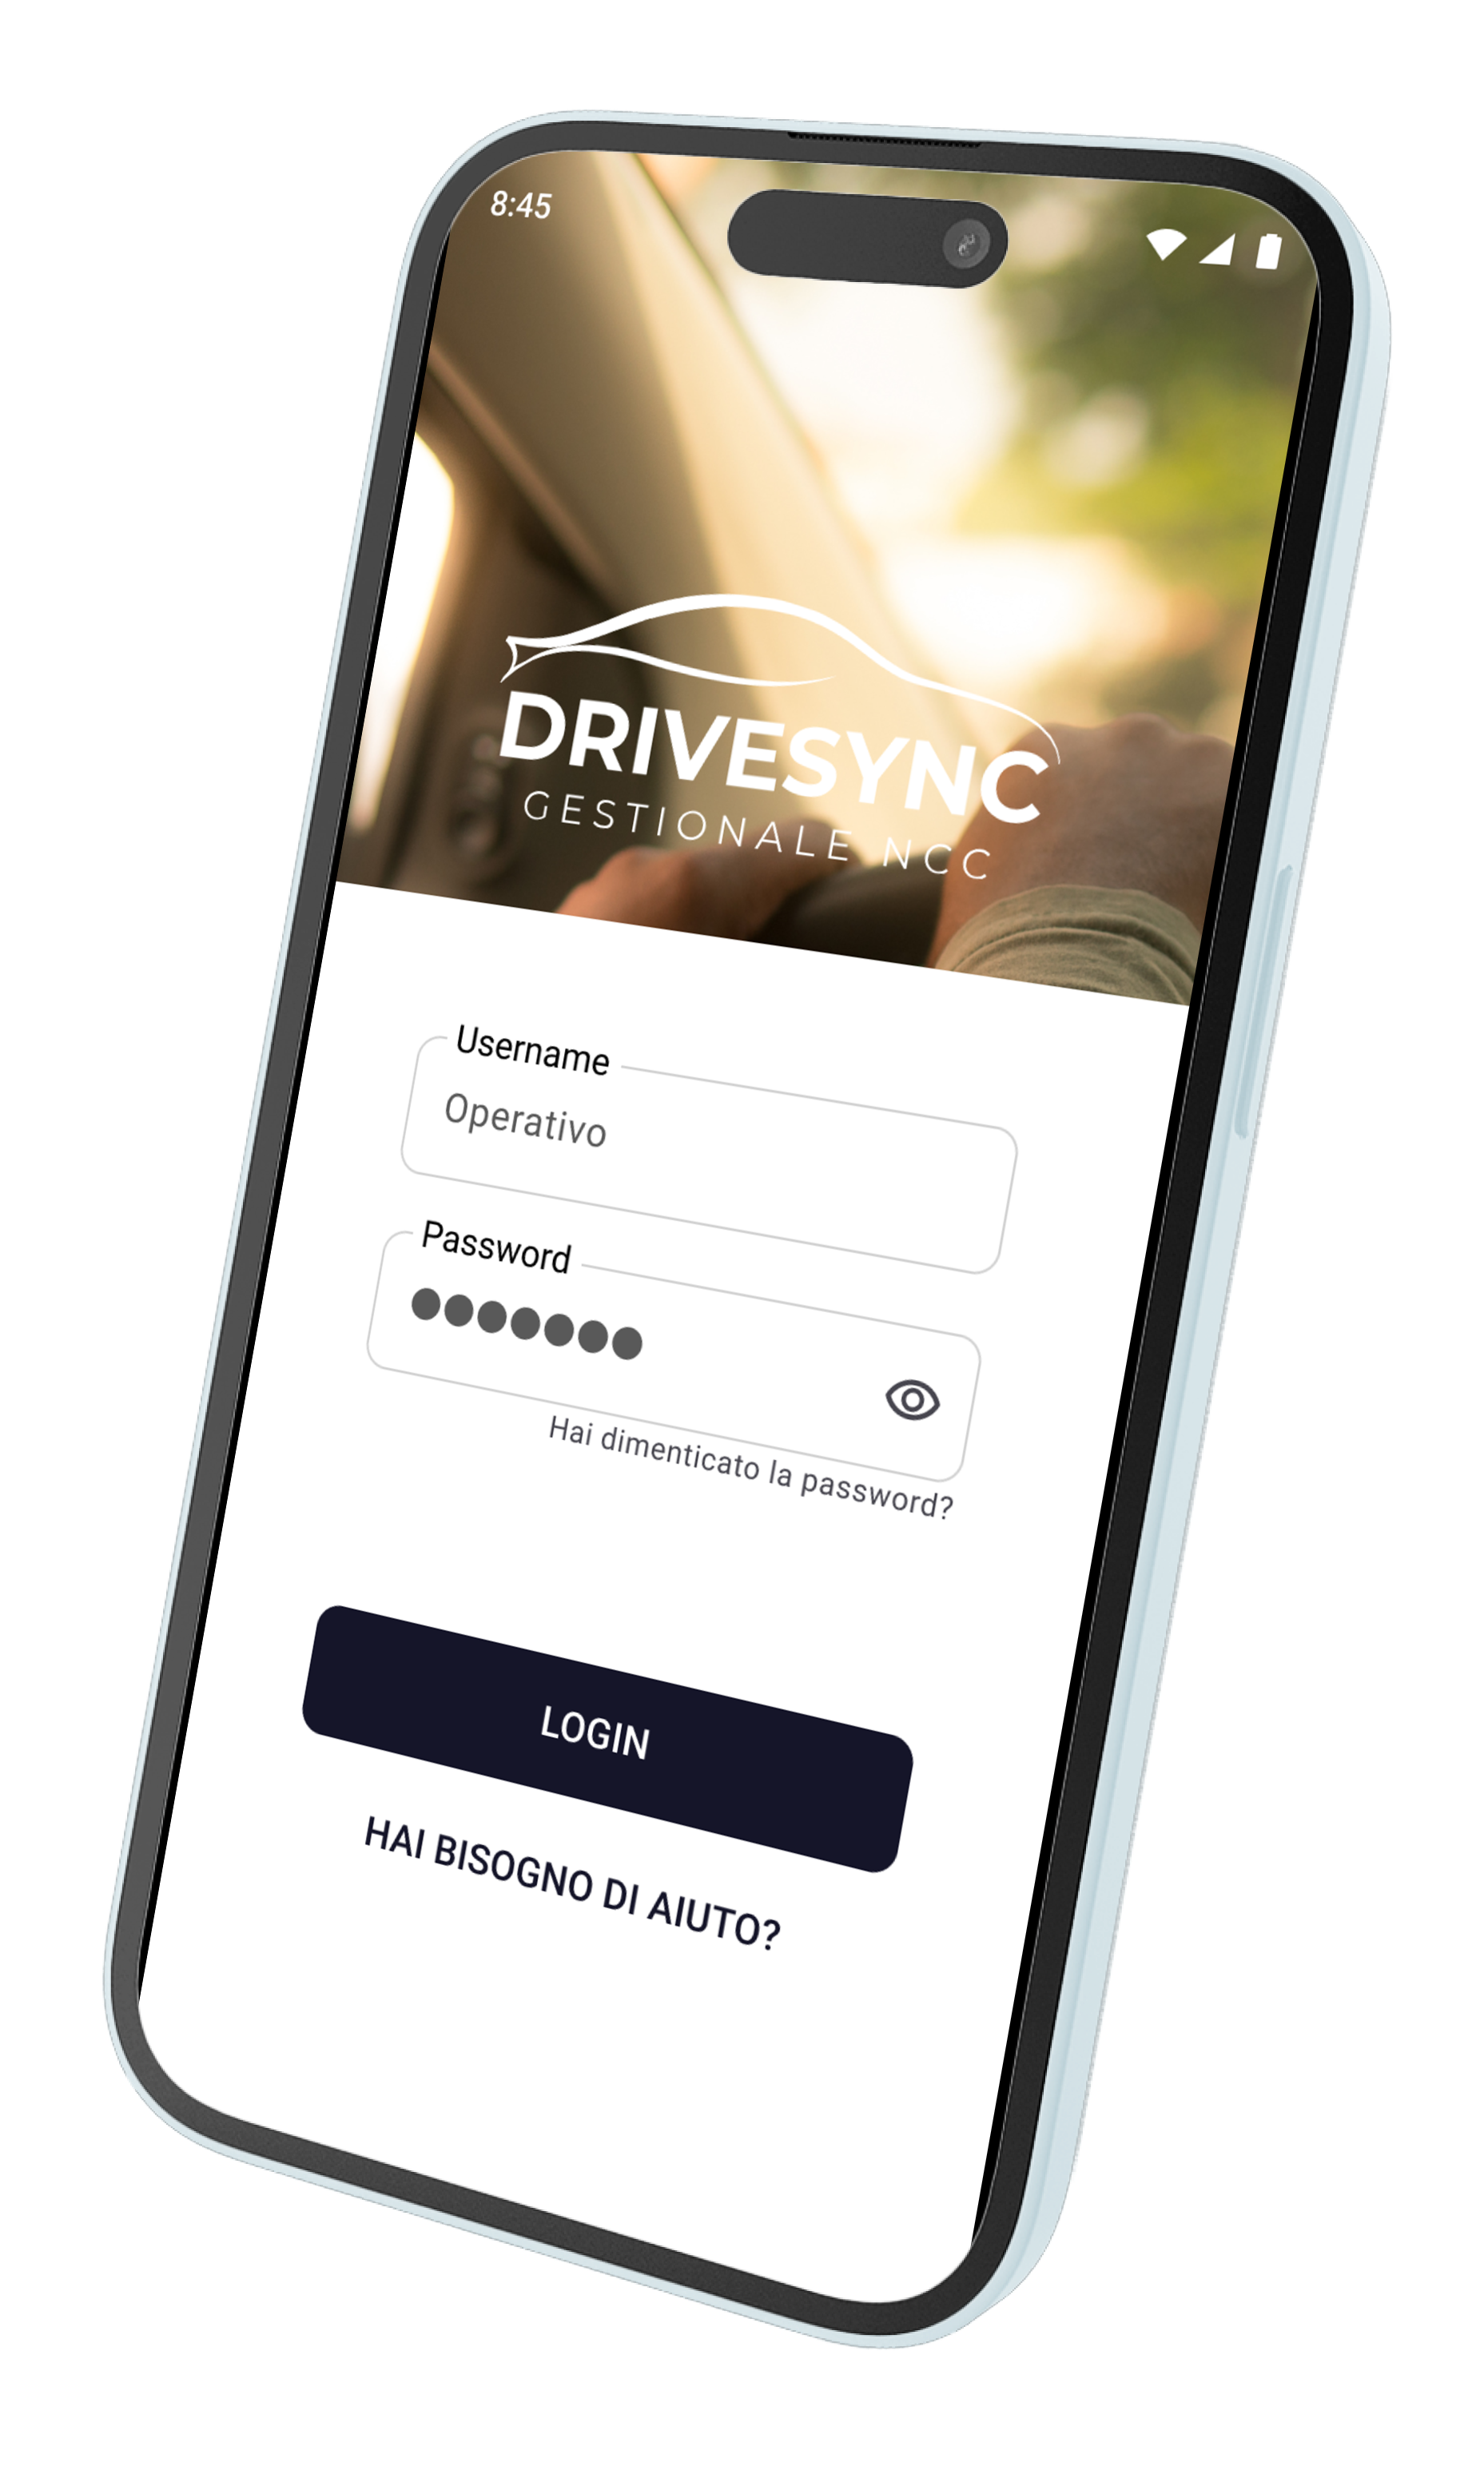 8:45
DRIVESYNC
GESTIONALE NCC
Username
Operativo
Password
●●●●●●●
Hai dimenticato la password?
LOGIN
HAI BISOGNO DI AIUTO?